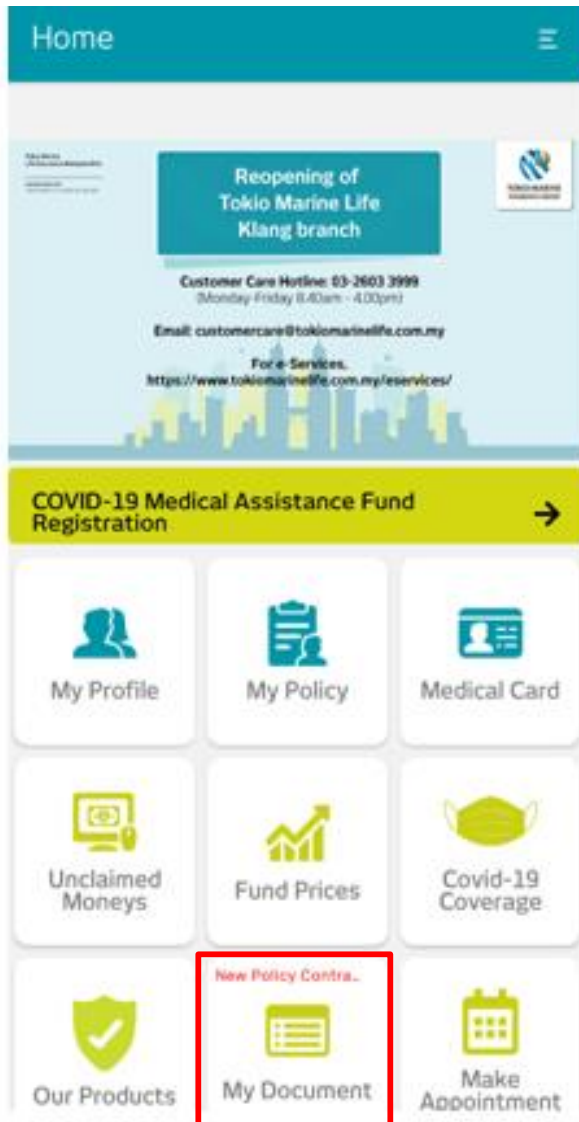 Home
Reopening of
Tokio Marine Life
Klang branch
Customer Care Hotline: 03-2603 3999
(Monday-Friday 8.40am - 4.00pm)
Email: customercare@tokiomarinelife.com.my
For e-Services,
https://www.tokiomarinelife.com.my/eservices/
TOKIO MARINE
COVID-19 Medical Assistance Fund
Registration
My Profile
My Policy
Medical Card
Unclaimed
Moneys
Fund Prices
Covid-19
Coverage
New Policy Contra..
Our Products
My Document
Make
Appointment